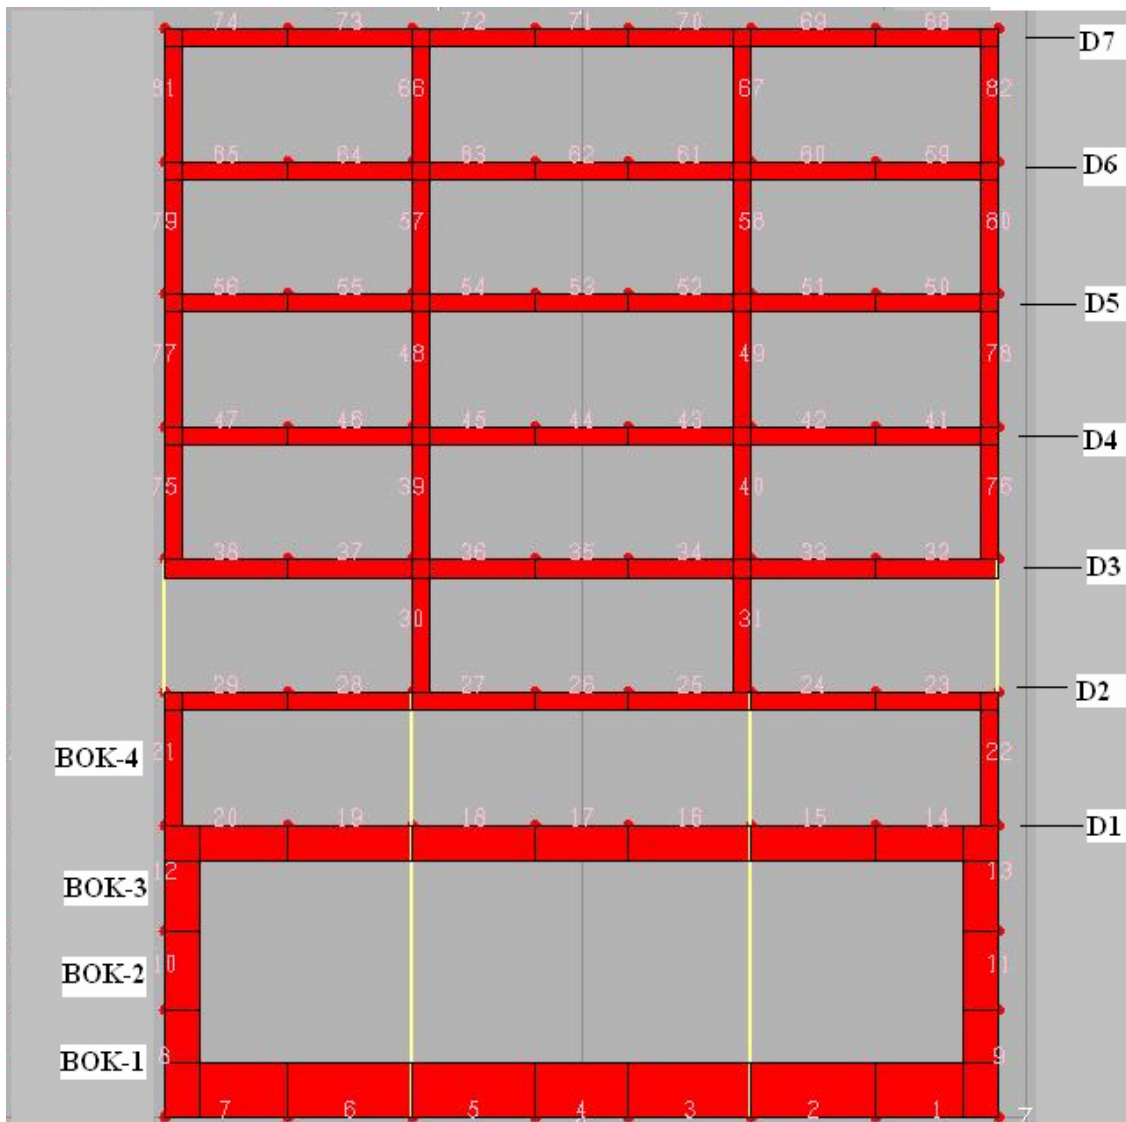 74 73 72 71 70 69 68
D7
81 66 67 82
65 64 63 62 61 60 59
D6
79 57 58 80
56 55 54 53 52 51 50
D5
77 48 49 78
47 46 45 44 43 42 41
D4
75 39 40 76
38 37 36 35 34 33 32
D3
30 31
29 28 27 26 25 24 23
D2
BOK-4 21 22
20 19 18 17 16 15 14
D1
12 13
BOK-3
10 11
BOK-2
BOK-1 8 9
7 6 5 4 3 2 1 Z